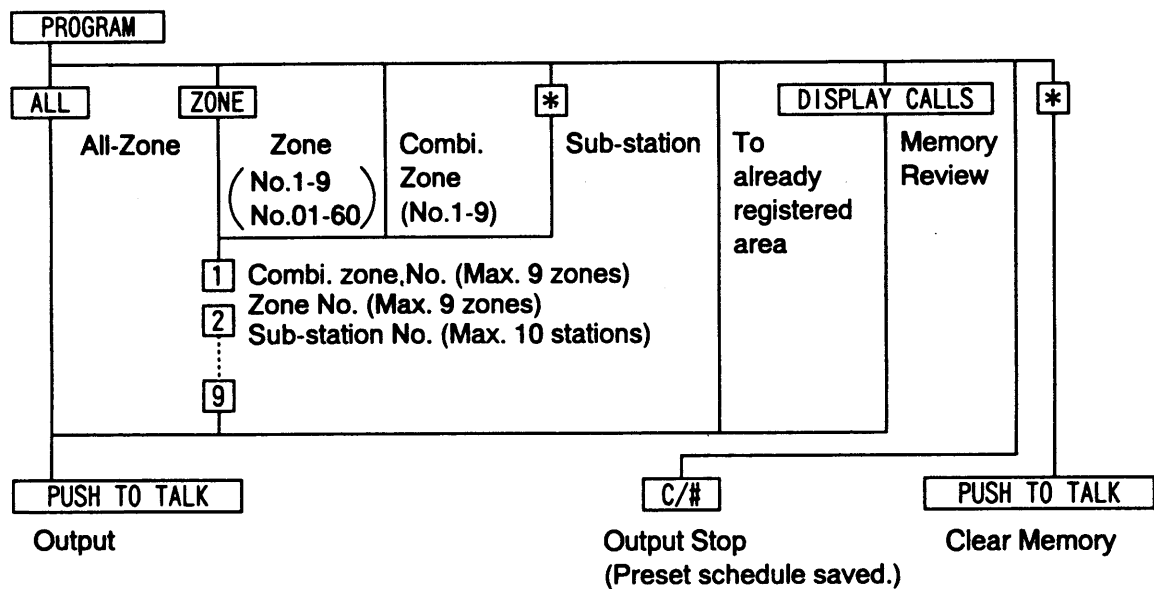 PROGRAM
ALL
ZONE
*
DISPLAY CALLS
*
All-Zone
Zone
(No.1-9
No.01-60)
Combi.
Zone
(No.1-9)
Sub-station
To
already
registered
area
Memory
Review
1
Combi. zone,No. (Max. 9 zones)
Zone No. (Max. 9 zones)
2
Sub-station No. (Max. 10 stations)
9
PUSH TO TALK
C/#
PUSH TO TALK
Output
Output Stop
(Preset schedule saved.)
Clear Memory